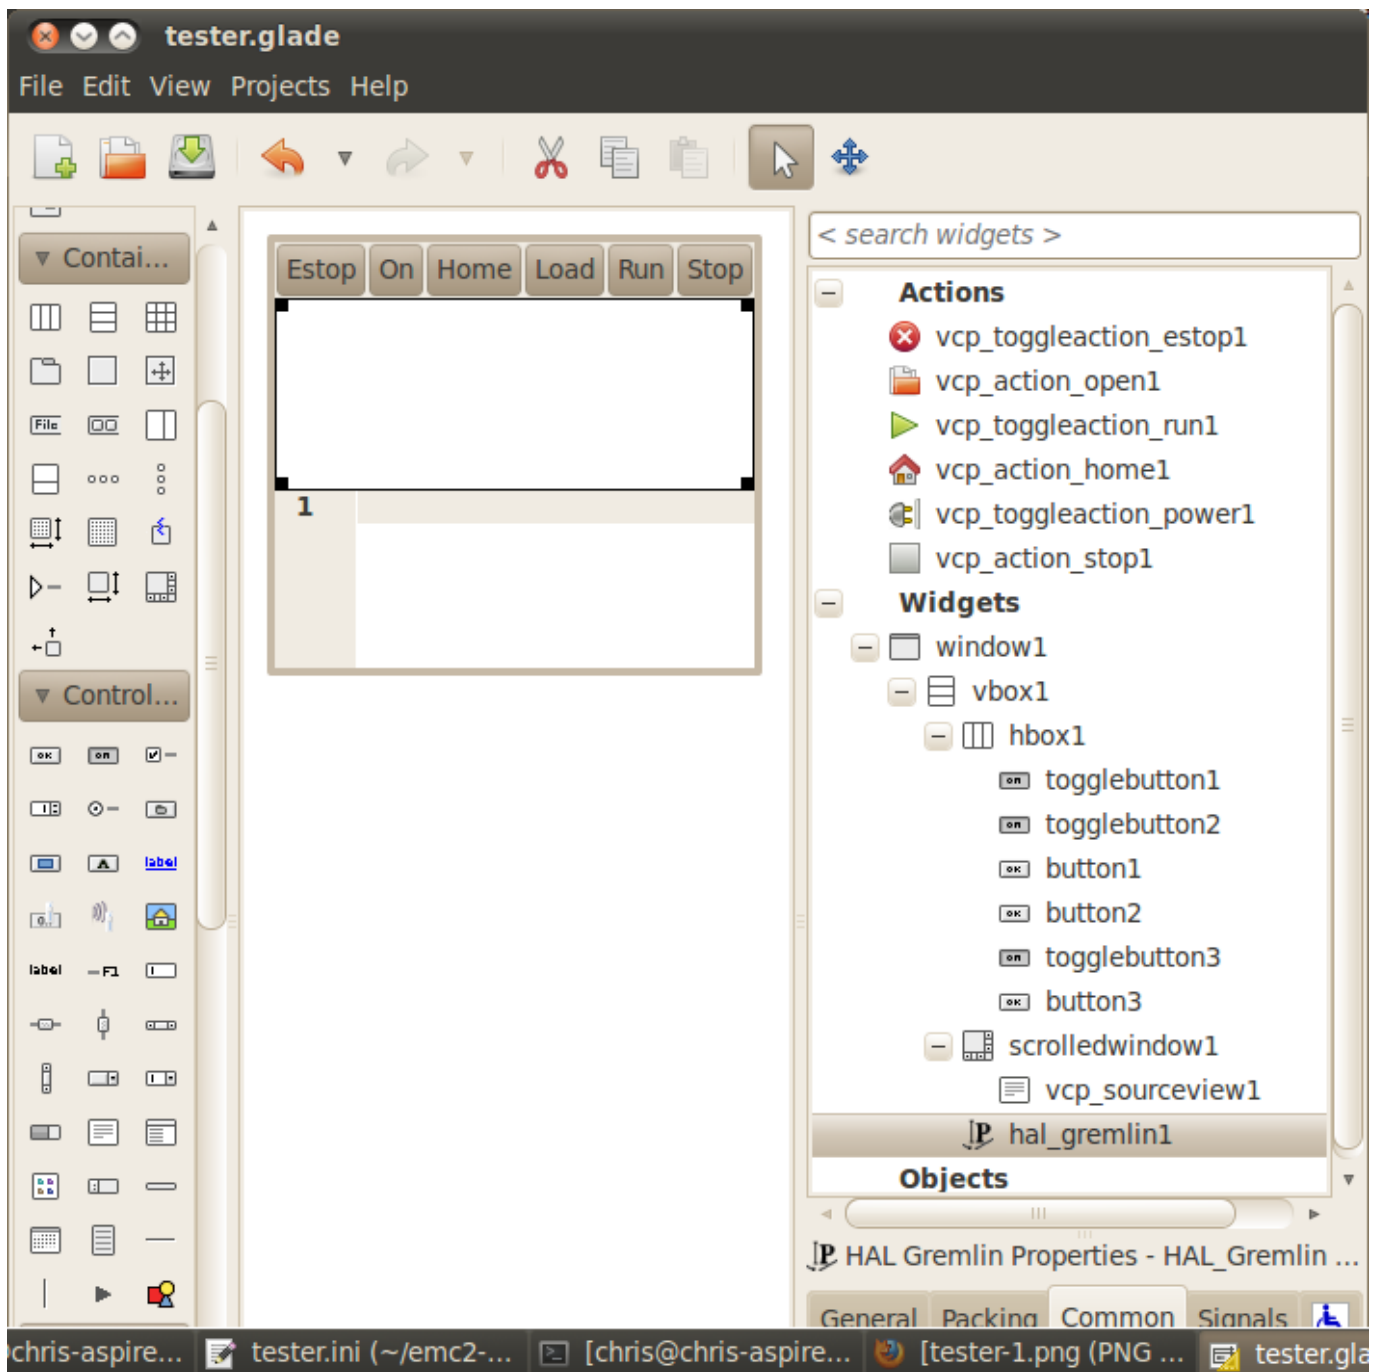 tester.glade
File Edit View Projects Help
Contai...
File
Control...
label
label
F1
Estop On Home Load Run Stop
1
< search widgets >
Actions
vcp_toggleaction_estop1
vcp_action_open1
vcp_toggleaction_run1
vcp_action_home1
vcp_toggleaction_power1
vcp_action_stop1
Widgets
window1
vbox1
hbox1
togglebutton1
togglebutton2
button1
button2
togglebutton3
button3
scrolledwindow1
vcp_sourceview1
hal_gremlin1
Objects
HAL Gremlin Properties - HAL_Gremlin ...
General Packing Common Signals
chris-aspire... tester.ini (~/emc2-... [chris@chris-aspire... [tester-1.png (PNG ... tester.gla